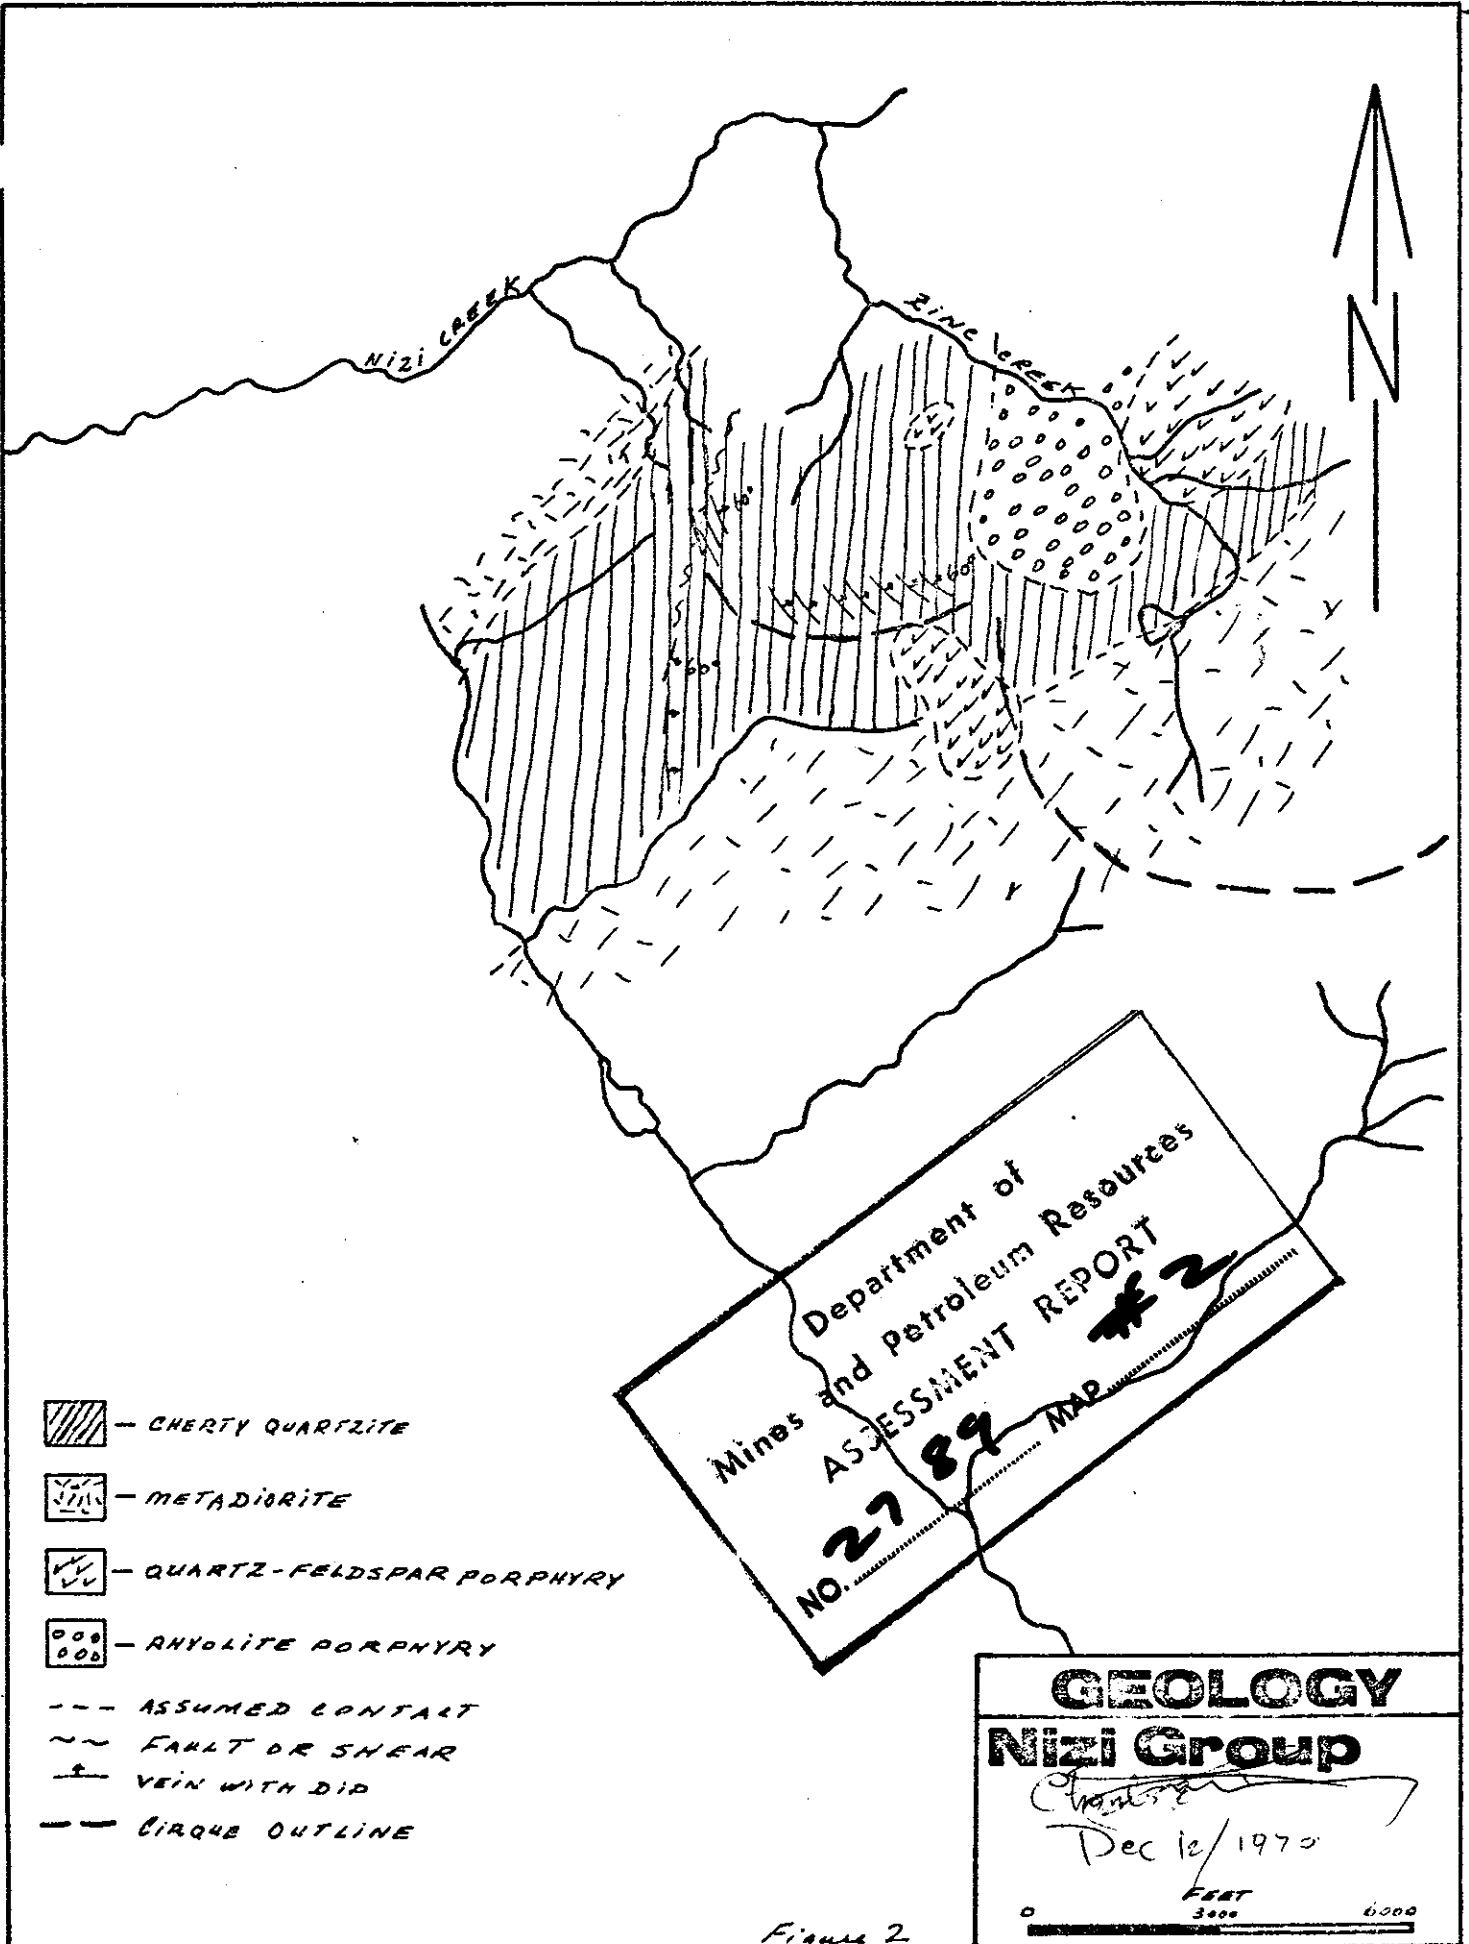 NiZi CREEK
ZINC CREEK
N
60°
60°
60°
Department of
Mines and Petroleum Resources
ASSESSMENT REPORT
NO. 2789 MAP #2
— CHERTY QUARTZITE
— METADIORITE
— QUARTZ-FELDSPAR PORPHYRY
— RHYOLITE PORPHYRY
ASSUMED CONTACT
FAULT OR SHEAR
VEIN WITH DIP
CIRQUE OUTLINE
GEOLOGY
Nizi Group
Dec 12/1970
FEET
0 3000 6000
Figure 2